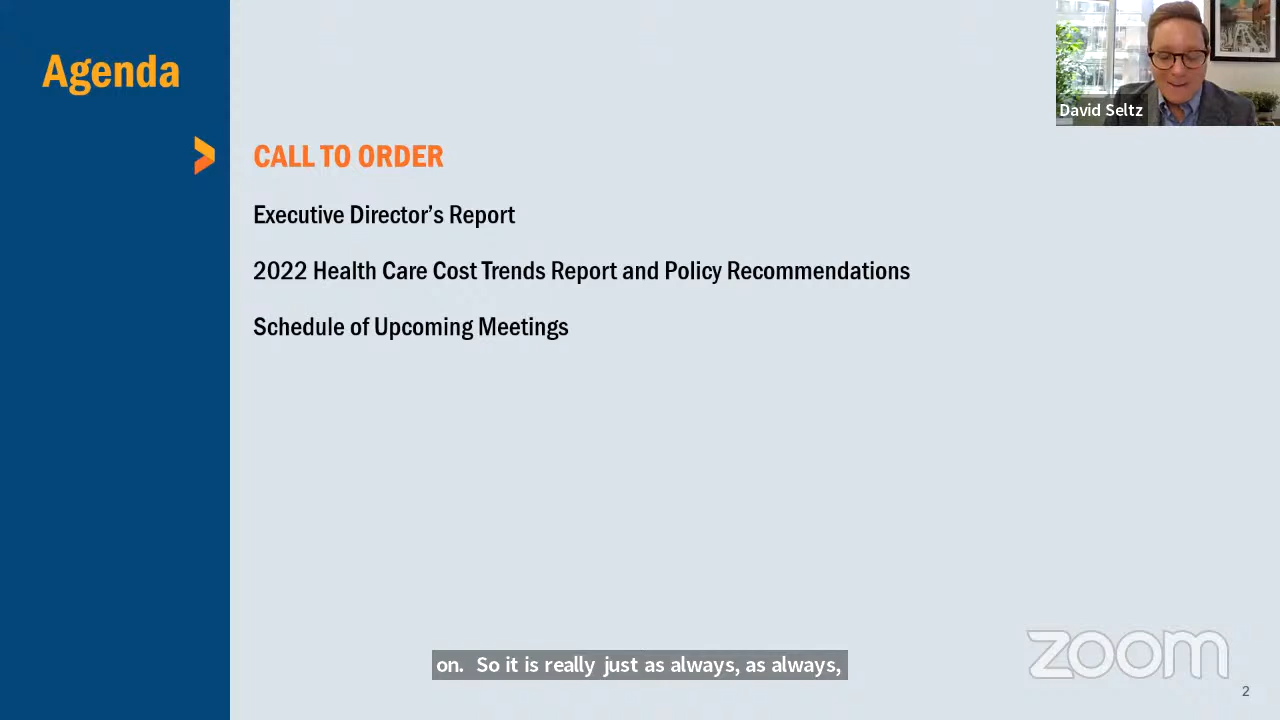 Agenda
David Seltz
CALL TO ORDER
Executive Director’s Report
2022 Health Care Cost Trends Report and Policy Recommendations
Schedule of Upcoming Meetings
on. So it is really just as always, as always,
zoom
2